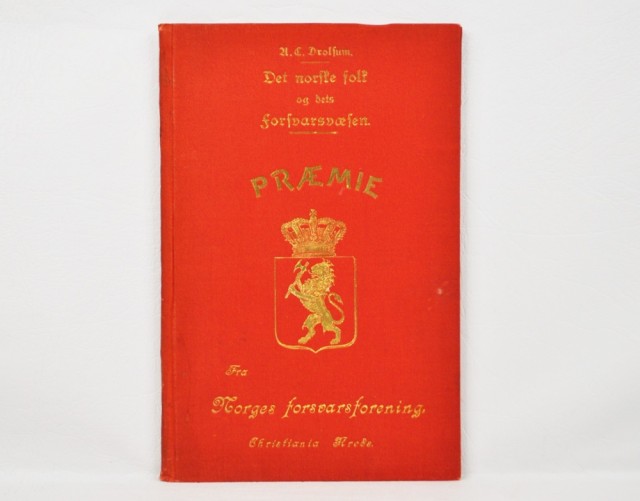 A. C. Drolsum.
Det norske folk
og dets
Forsvarsvæsen.
PRÆMIE
Fra
Norges forsvarsforening.
Christiania Kreds.